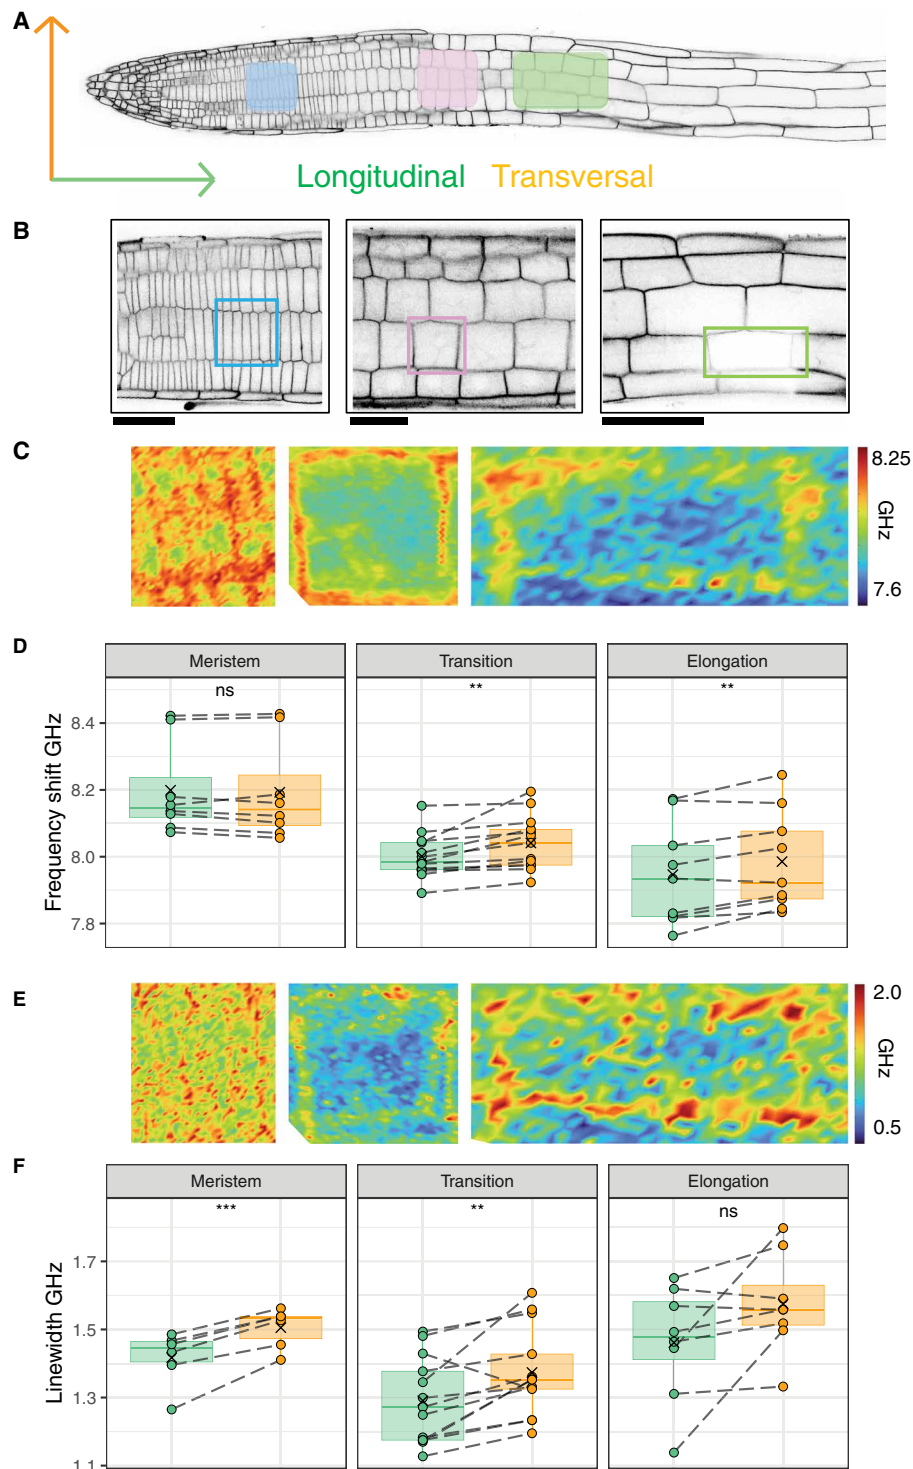 A
Longitudinal Transversal
B
C
8.25
GHz
7.6
D
Meristem Transition Elongation
ns ** **
Frequency shift GHz
8.4
8.2
8.0
7.8
E
2.0
GHz
0.5
F
Meristem Transition Elongation
*** ** ns
Linewidth GHz
1.7
1.5
1.3
1.1